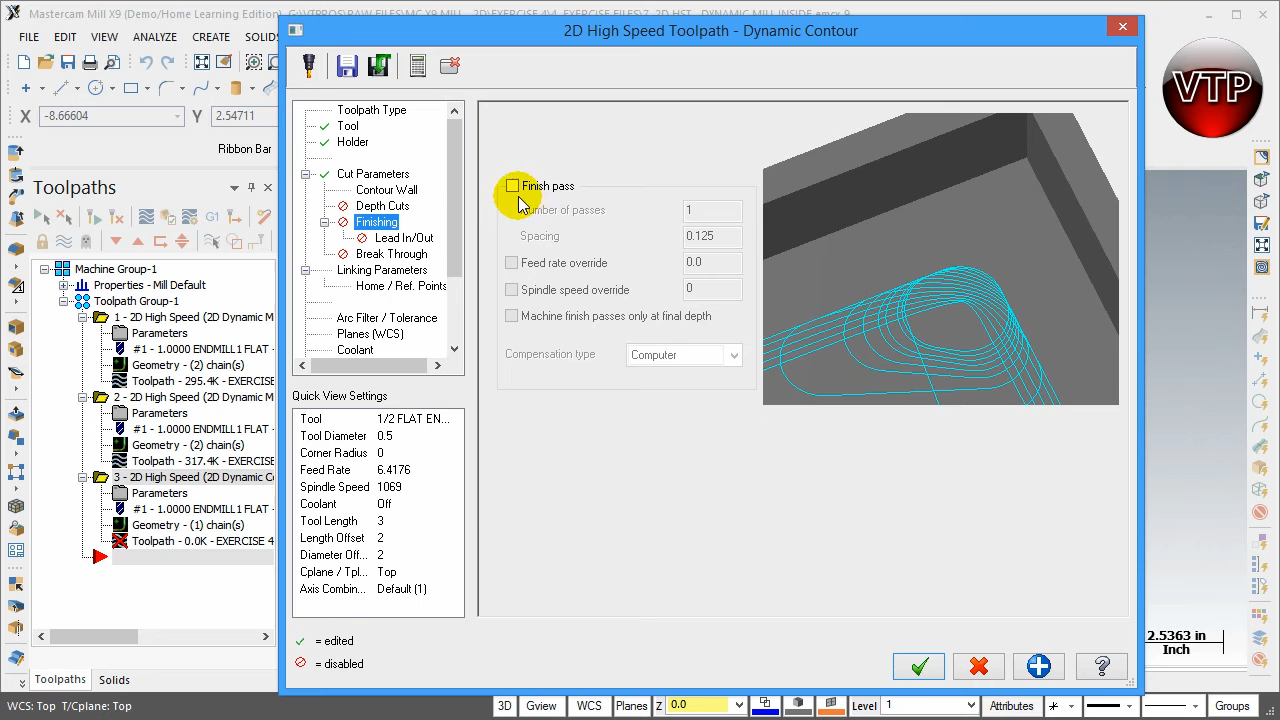 Mastercam Mill X9 (Demo/Home Learning Edition)
2D High Speed Toolpath - Dynamic Contour
FILE EDIT VIEW ANALYZE CREATE SOLIDS
X -8.66604 Y 2.54711
Ribbon Bar
VTP
Toolpaths
G1
Machine Group-1
Properties - Mill Default
Toolpath Group-1
1 - 2D High Speed (2D Dynamic M
Parameters
#1 - 1.0000 ENDMILL1 FLAT -
Geometry - (2) chain(s)
Toolpath - 295.4K - EXERCISE
2 - 2D High Speed (2D Dynamic M
Parameters
#1 - 1.0000 ENDMILL1 FLAT -
Geometry - (2) chain(s)
Toolpath - 317.4K - EXERCISE
3 - 2D High Speed (2D Dynamic C
Parameters
#1 - 1.0000 ENDMILL1 FLAT -
Geometry - (1) chain(s)
Toolpath - 0.0K - EXERCISE 4
Toolpaths Solids
Toolpath Type
Tool
Holder
Cut Parameters
Contour Wall
Depth Cuts
Finishing
Lead In/Out
Break Through
Linking Parameters
Home / Ref. Points
Arc Filter / Tolerance
Planes (WCS)
Coolant
Quick View Settings
Tool 1/2 FLAT EN...
Tool Diameter 0.5
Corner Radius 0
Feed Rate 6.4176
Spindle Speed 1069
Coolant Off
Tool Length 3
Length Offset 2
Diameter Off... 2
Cplane / Tpl... Top
Axis Combin... Default (1)
= edited
= disabled
Finish pass
Number of passes 1
Spacing 0.125
Feed rate override 0.0
Spindle speed override 0
Machine finish passes only at final depth
Compensation type Computer
2.5363 in
Inch
WCS: Top T/Cplane: Top
3D Gview WCS Planes Z 0.0 Level 1 Attributes Groups